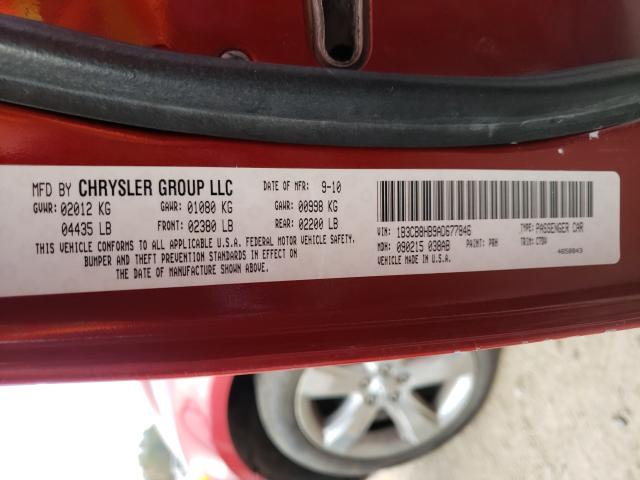 MFD BY CHRYSLER GROUP LLC DATE OF MFR: 9-10
GVWR: 02012 KG GAWR: 01080 KG GAWR: 00998 KG
04435 LB FRONT: 02380 LB REAR: 02200 LB
THIS VEHICLE CONFORMS TO ALL APPLICABLE U.S.A. FEDERAL MOTOR VEHICLE SAFETY,
BUMPER AND THEFT PREVENTION STANDARDS IN EFFECT ON
THE DATE OF MANUFACTURE SHOWN ABOVE.
VIN: 1B3CB8HB9AD677846 TYPE: PASSENGER CAR
MDH: 090215 038AB PAINT: PRH TRIM: CTDV
VEHICLE MADE IN U.S.A. 4650843